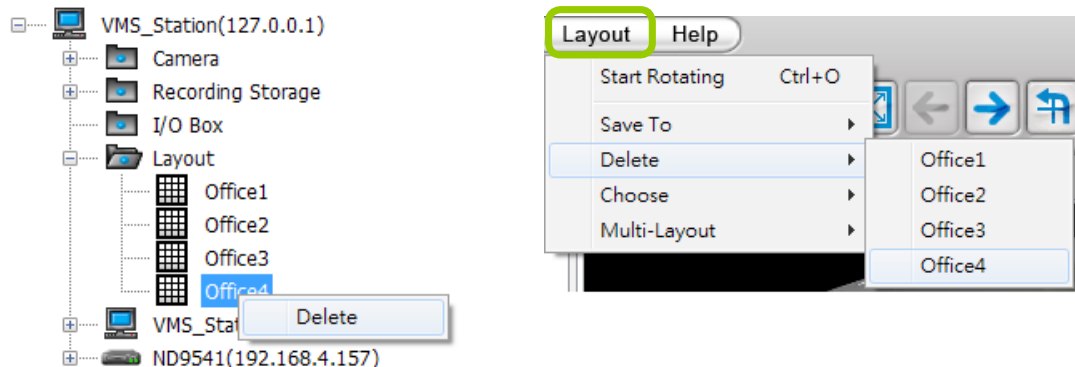 VMS_Station(127.0.0.1)
Camera
Recording Storage
I/O Box
Layout
Office1
Office2
Office3
Office4
Delete
VMS_Stat
ND9541(192.168.4.157)
Layout Help
Start Rotating Ctrl+O
Save To
Delete
Choose
Multi-Layout
Office1
Office2
Office3
Office4